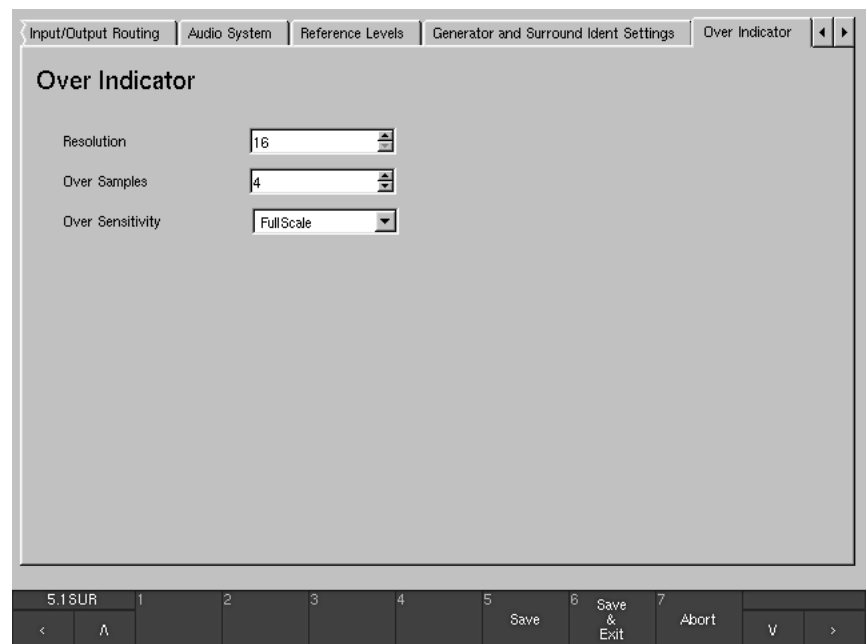 Input/Output Routing Audio System Reference Levels Generator and Surround Ident Settings Over Indicator
Over Indicator
Resolution 16
Over Samples 4
Over Sensitivity FullScale
5.1SUR 1 2 3 4 5 Save 6 Save & Exit 7 Abort
< Λ V >